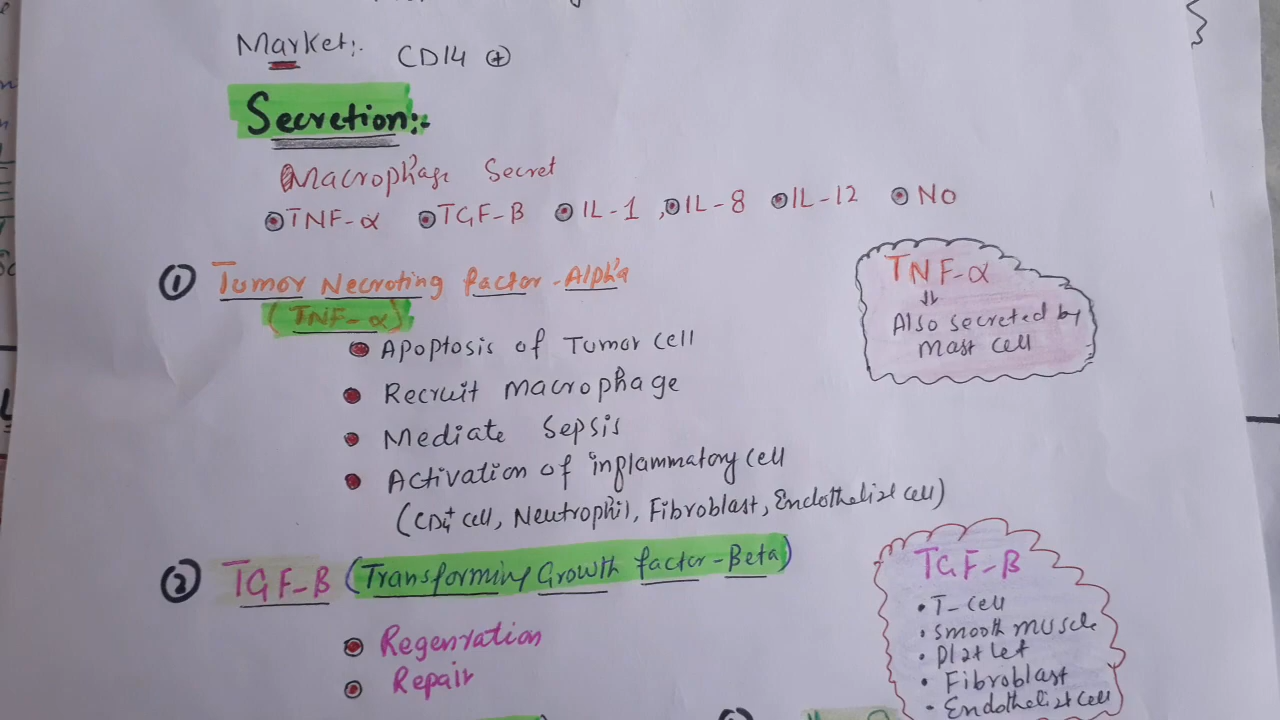 Market:. CD14 ⊕
Secretion:-
Macrophage Secret
TNF-α TGF-B IL-1 , IL-8 IL-12 NO
① Tumor Necroting factor-Alpha
(TNF-α)
Apoptosis of Tumor cell
Recruit macrophage
Mediate Sepsis
Activation of inflammatory cell
(CD4+ cell, Neutrophil, Fibroblast, Endothelial cell)
TNF-α
⇓
Also secreted by
mast cell
② TGF-B (Transforming Growth factor-Beta)
Regenration
Repair
TGF-B
• T-cell
• Smooth muscle
• Platlet
• Fibroblast
• Endothelial cell